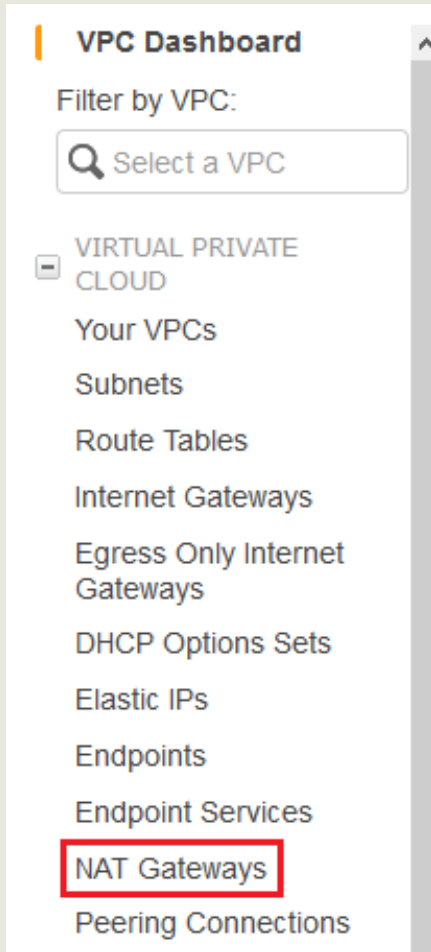 VPC Dashboard
Filter by VPC:
Select a VPC
VIRTUAL PRIVATE
CLOUD
Your VPCs
Subnets
Route Tables
Internet Gateways
Egress Only Internet
Gateways
DHCP Options Sets
Elastic IPs
Endpoints
Endpoint Services
NAT Gateways
Peering Connections